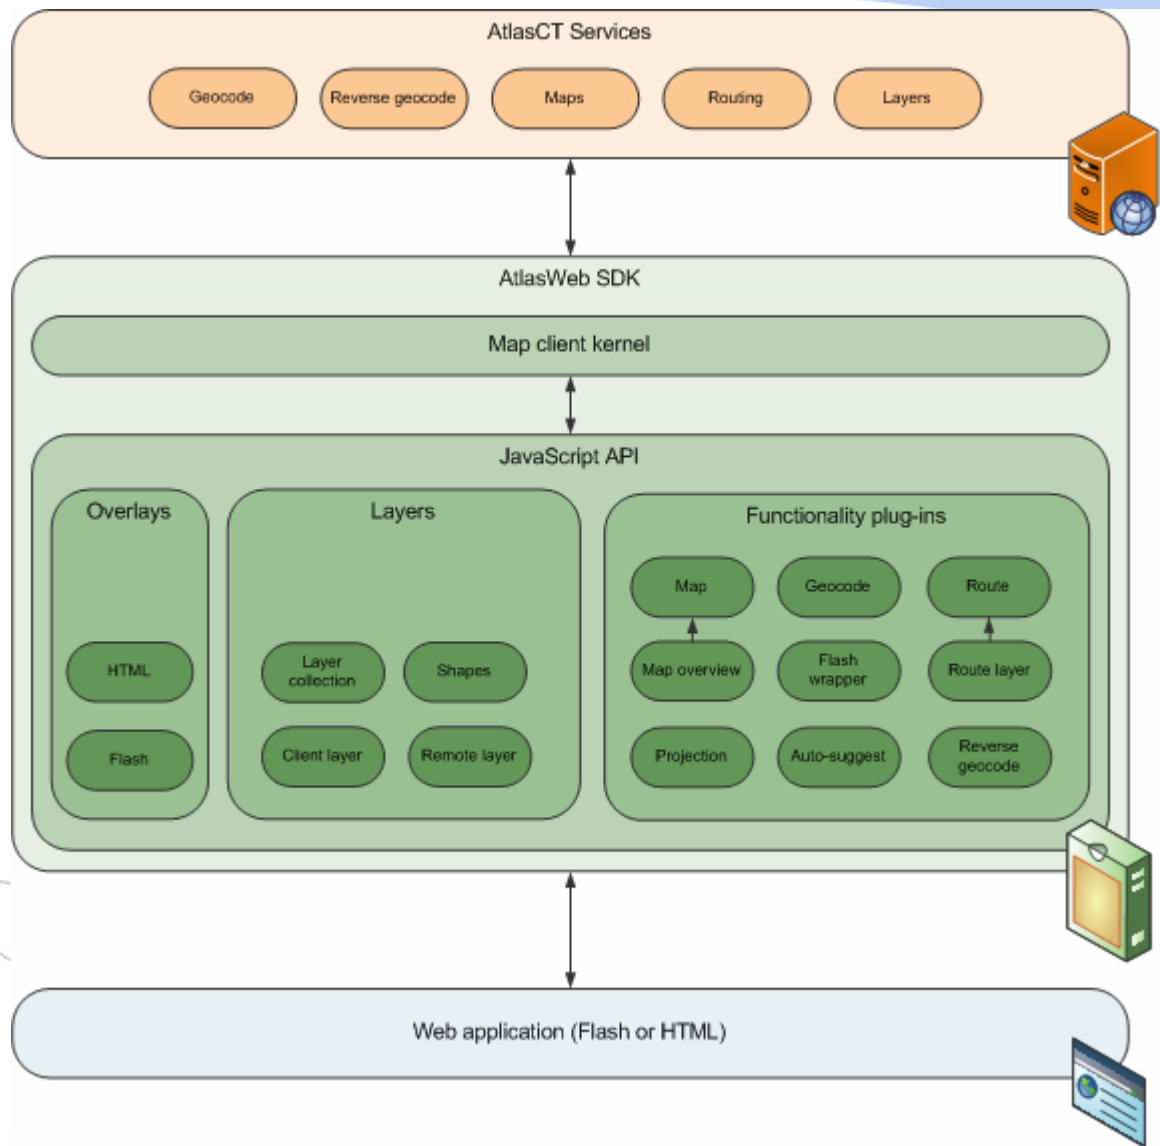 AtlasCT Services
Geocode
Reverse geocode
Maps
Routing
Layers
AtlasWeb SDK
Map client kernel
JavaScript API
Overlays
HTML
Flash
Layers
Layer
collection
Shapes
Client layer
Remote layer
Functionality plug-ins
Map
Geocode
Route
Map overview
Flash
wrapper
Route layer
Projection
Auto-suggest
Reverse
geocode
Web application (Flash or HTML)